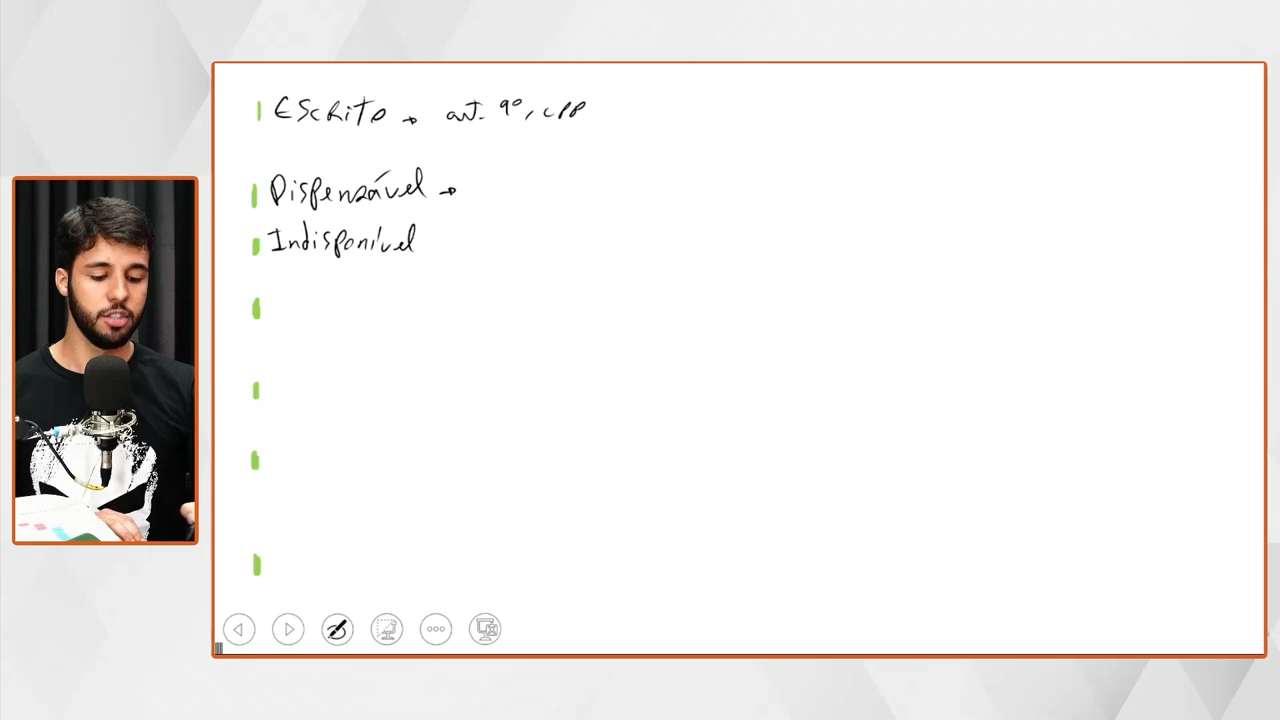 Escrito → art. 9º, CPP
Dispensável →
Indisponível